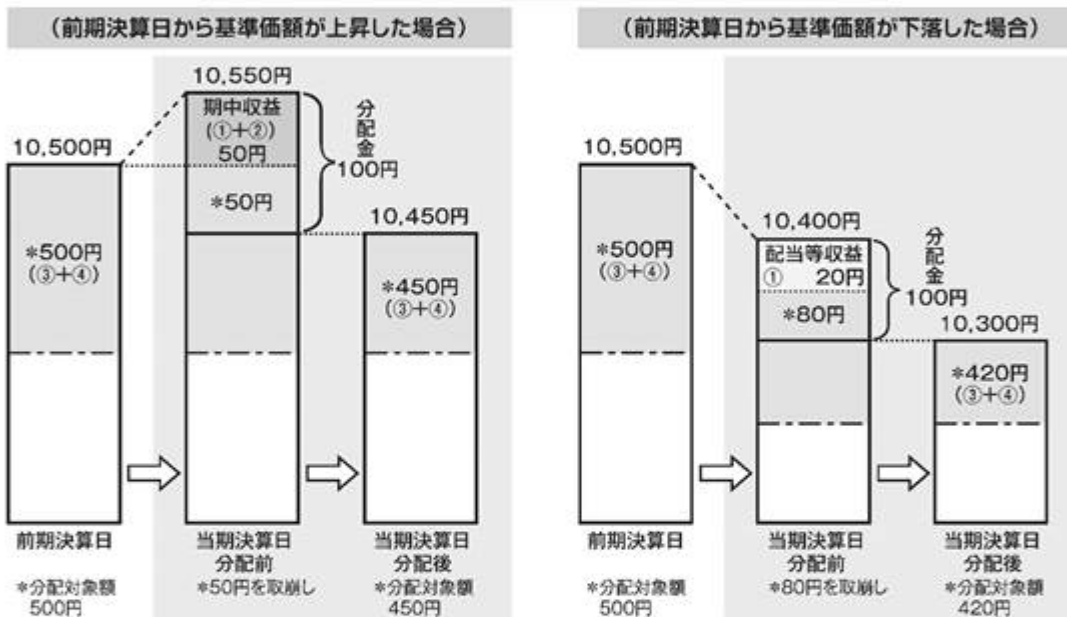 (前期決算日から基準価額が上昇した場合)
10,550円
期中収益
(①+②)
50円
分配金
100円
10,500円
*50円
10,450円
*500円
(③+④)
*450円
(③+④)
前期決算日
当期決算日
分配前
当期決算日
分配後
*分配対象額
500円
*50円を取崩し
*分配対象額
450円
(前期決算日から基準価額が下落した場合)
10,500円
10,400円
配当等収益
① 20円
分配金
100円
*500円
(③+④)
*80円
10,300円
*420円
(③+④)
前期決算日
当期決算日
分配前
当期決算日
分配後
*分配対象額
500円
*80円を取崩し
*分配対象額
420円